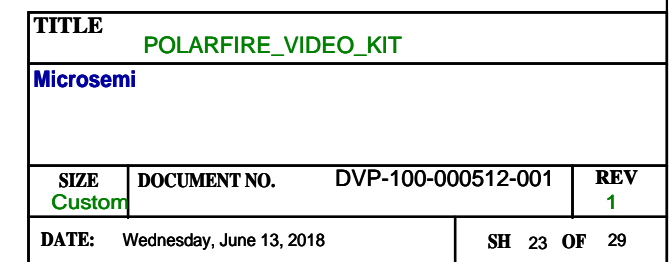 TITLE
POLARFIRE_VIDEO_KIT
Microsemi
SIZE DOCUMENT NO. DVP-100-000512-001 REV
Custom 1
DATE: Wednesday, June 13, 2018 SH 23 OF 29